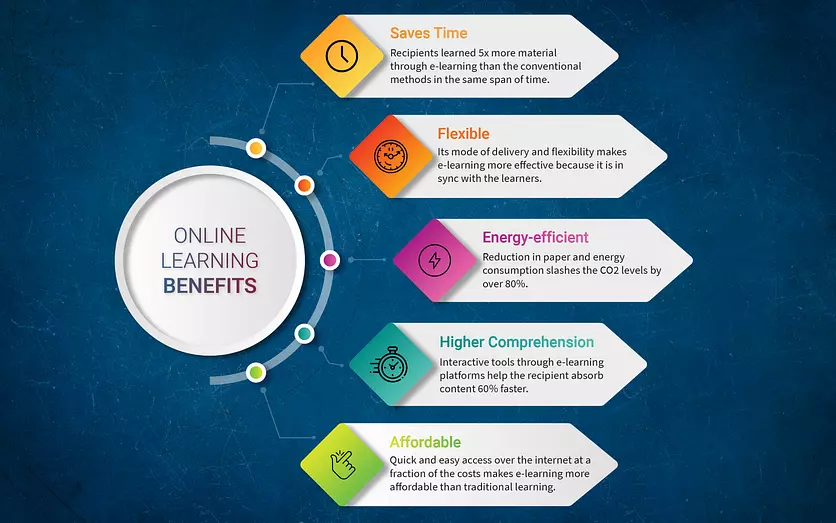 ONLINE
LEARNING
BENEFITS
Saves Time
Recipients learned 5x more material
through e-learning than the conventional
methods in the same span of time.
Flexible
Its mode of delivery and flexibility makes
e-learning more effective because it is in
sync with the learners.
Energy-efficient
Reduction in paper and energy
consumption slashes the CO2 levels by
over 80%.
Higher Comprehension
Interactive tools through e-learning
platforms help the recipient absorb
content 60% faster.
Affordable
Quick and easy access over the internet at a
fraction of the costs makes e-learning more
affordable than traditional learning.